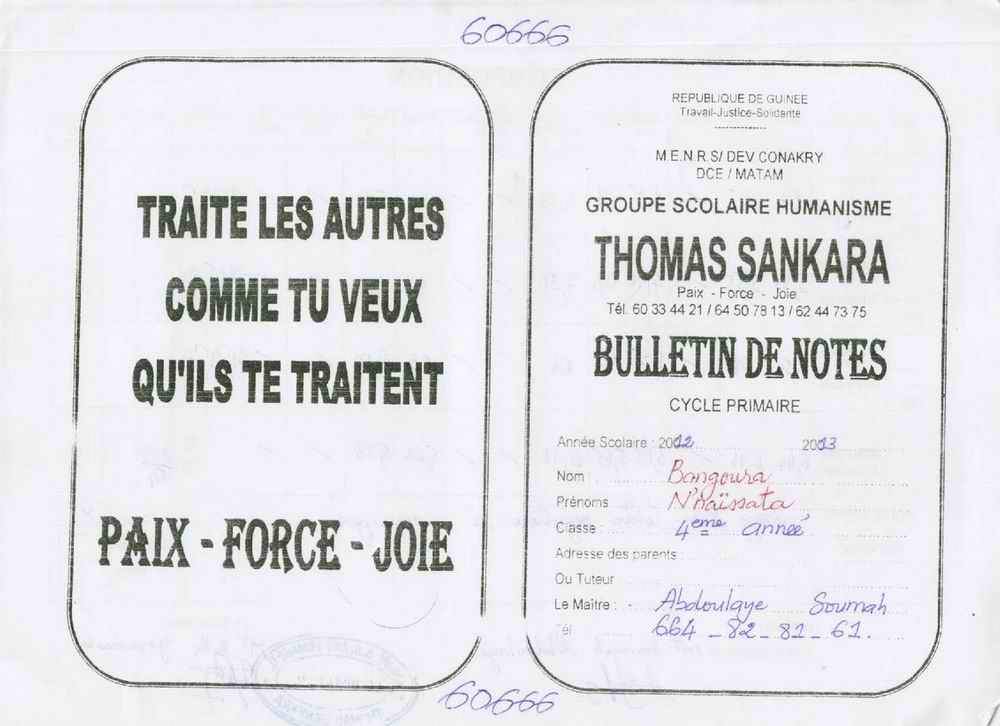 60666
TRAITE LES AUTRES
COMME TU VEUX
QU'ILS TE TRAITENT
PAIX - FORCE - JOIE
REPUBLIQUE DE GUINEE
Travail-Justice-Solidarité
M.E.N.R.S/ DEV CONAKRY
DCE / MATAM
GROUPE SCOLAIRE HUMANISME
THOMAS SANKARA
Paix - Force - Joie
Tél. 60 33 44 21 / 64 50 78 13 / 62 44 73 75
BULLETIN DE NOTES
CYCLE PRIMAIRE
Année Scolaire : 2012 2013
Nom : Bangoura
Prénoms N'naïssata
Classe : 4eme année
Adresse des parents :
Ou Tuteur
Le Maître : - Abdoulaye Soumah
Tél 664 - 82 - 81 - 61.
60666